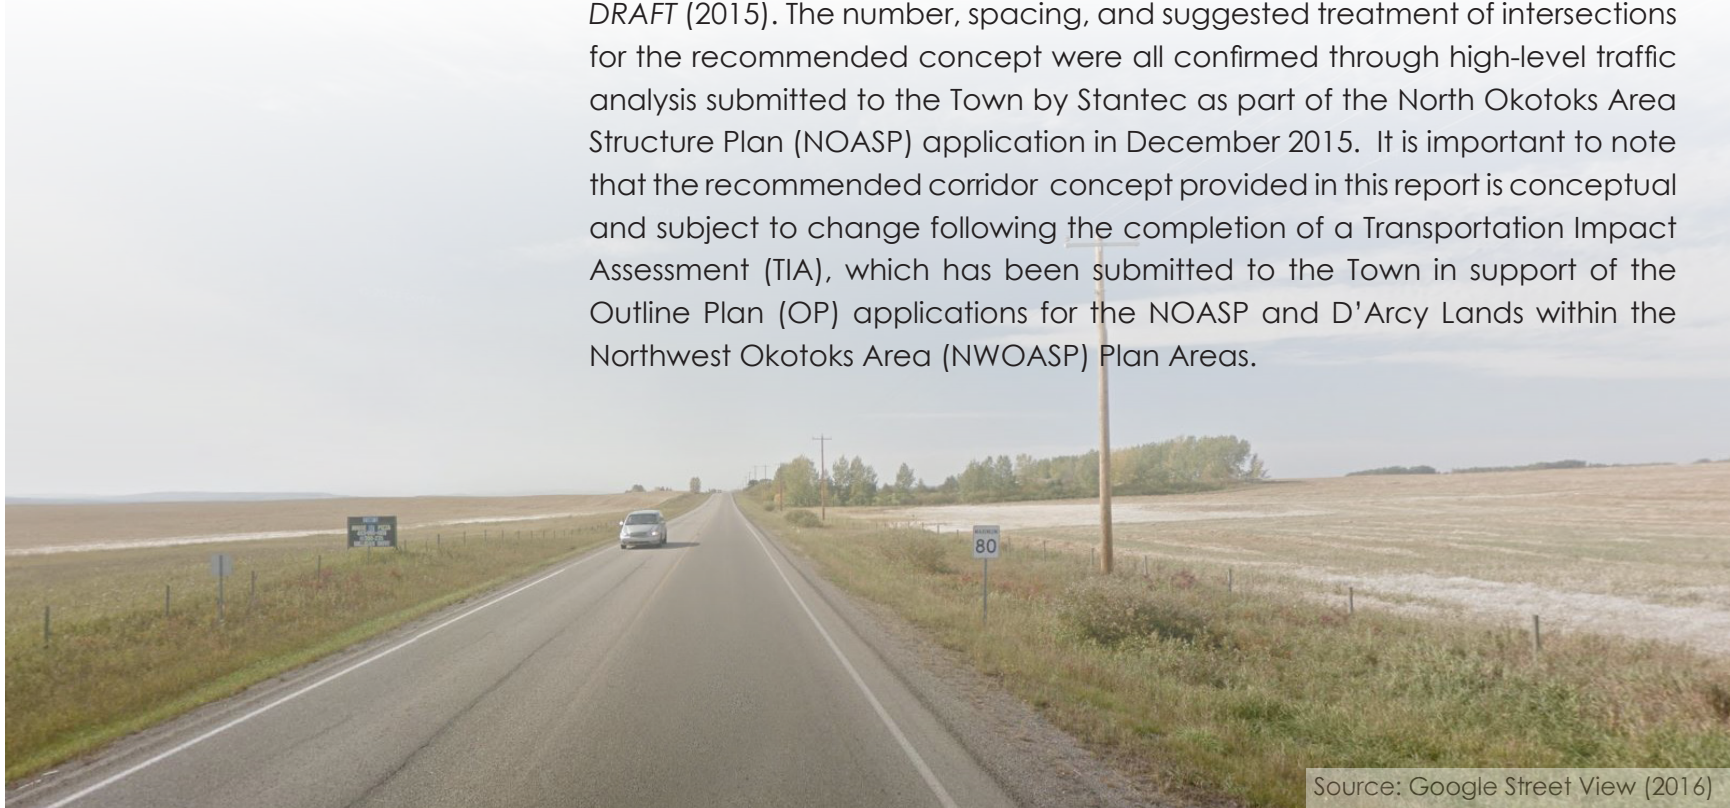 DRAFT (2015). The number, spacing, and suggested treatment of intersections
for the recommended concept were all confirmed through high-level traffic
analysis submitted to the Town by Stantec as part of the North Okotoks Area
Structure Plan (NOASP) application in December 2015.  It is important to note
that the recommended corridor  concept provided in this report is conceptual
and subject to change following the completion of a Transportation Impact
Assessment (TIA), which has been submitted to the Town in support of the
Outline Plan (OP) applications for the NOASP and D’Arcy Lands within the
Northwest Okotoks Area (NWOASP) Plan Areas.
MAXIMUM
80
Source: Google Street View (2016)